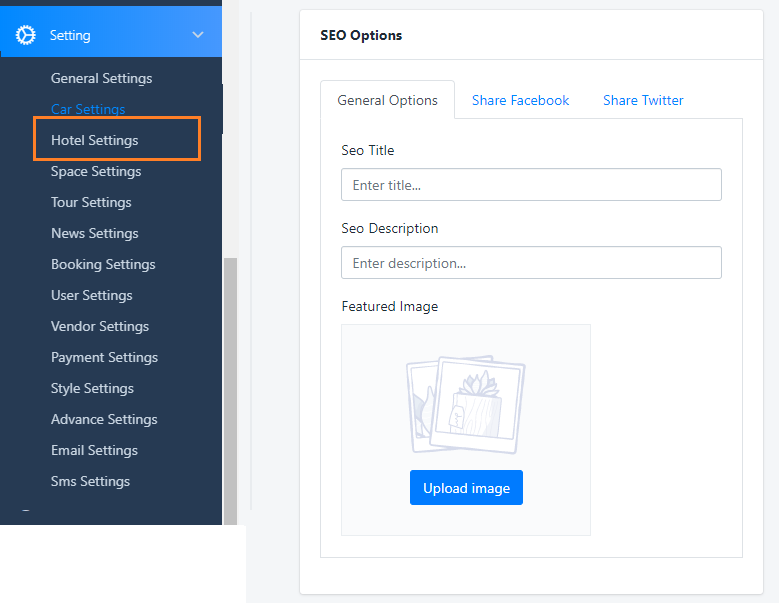 Setting
General Settings
Car Settings
Hotel Settings
Space Settings
Tour Settings
News Settings
Booking Settings
User Settings
Vendor Settings
Payment Settings
Style Settings
Advance Settings
Email Settings
Sms Settings
SEO Options
General Options Share Facebook Share Twitter
Seo Title
Enter title...
Seo Description
Enter description...
Featured Image
Upload image